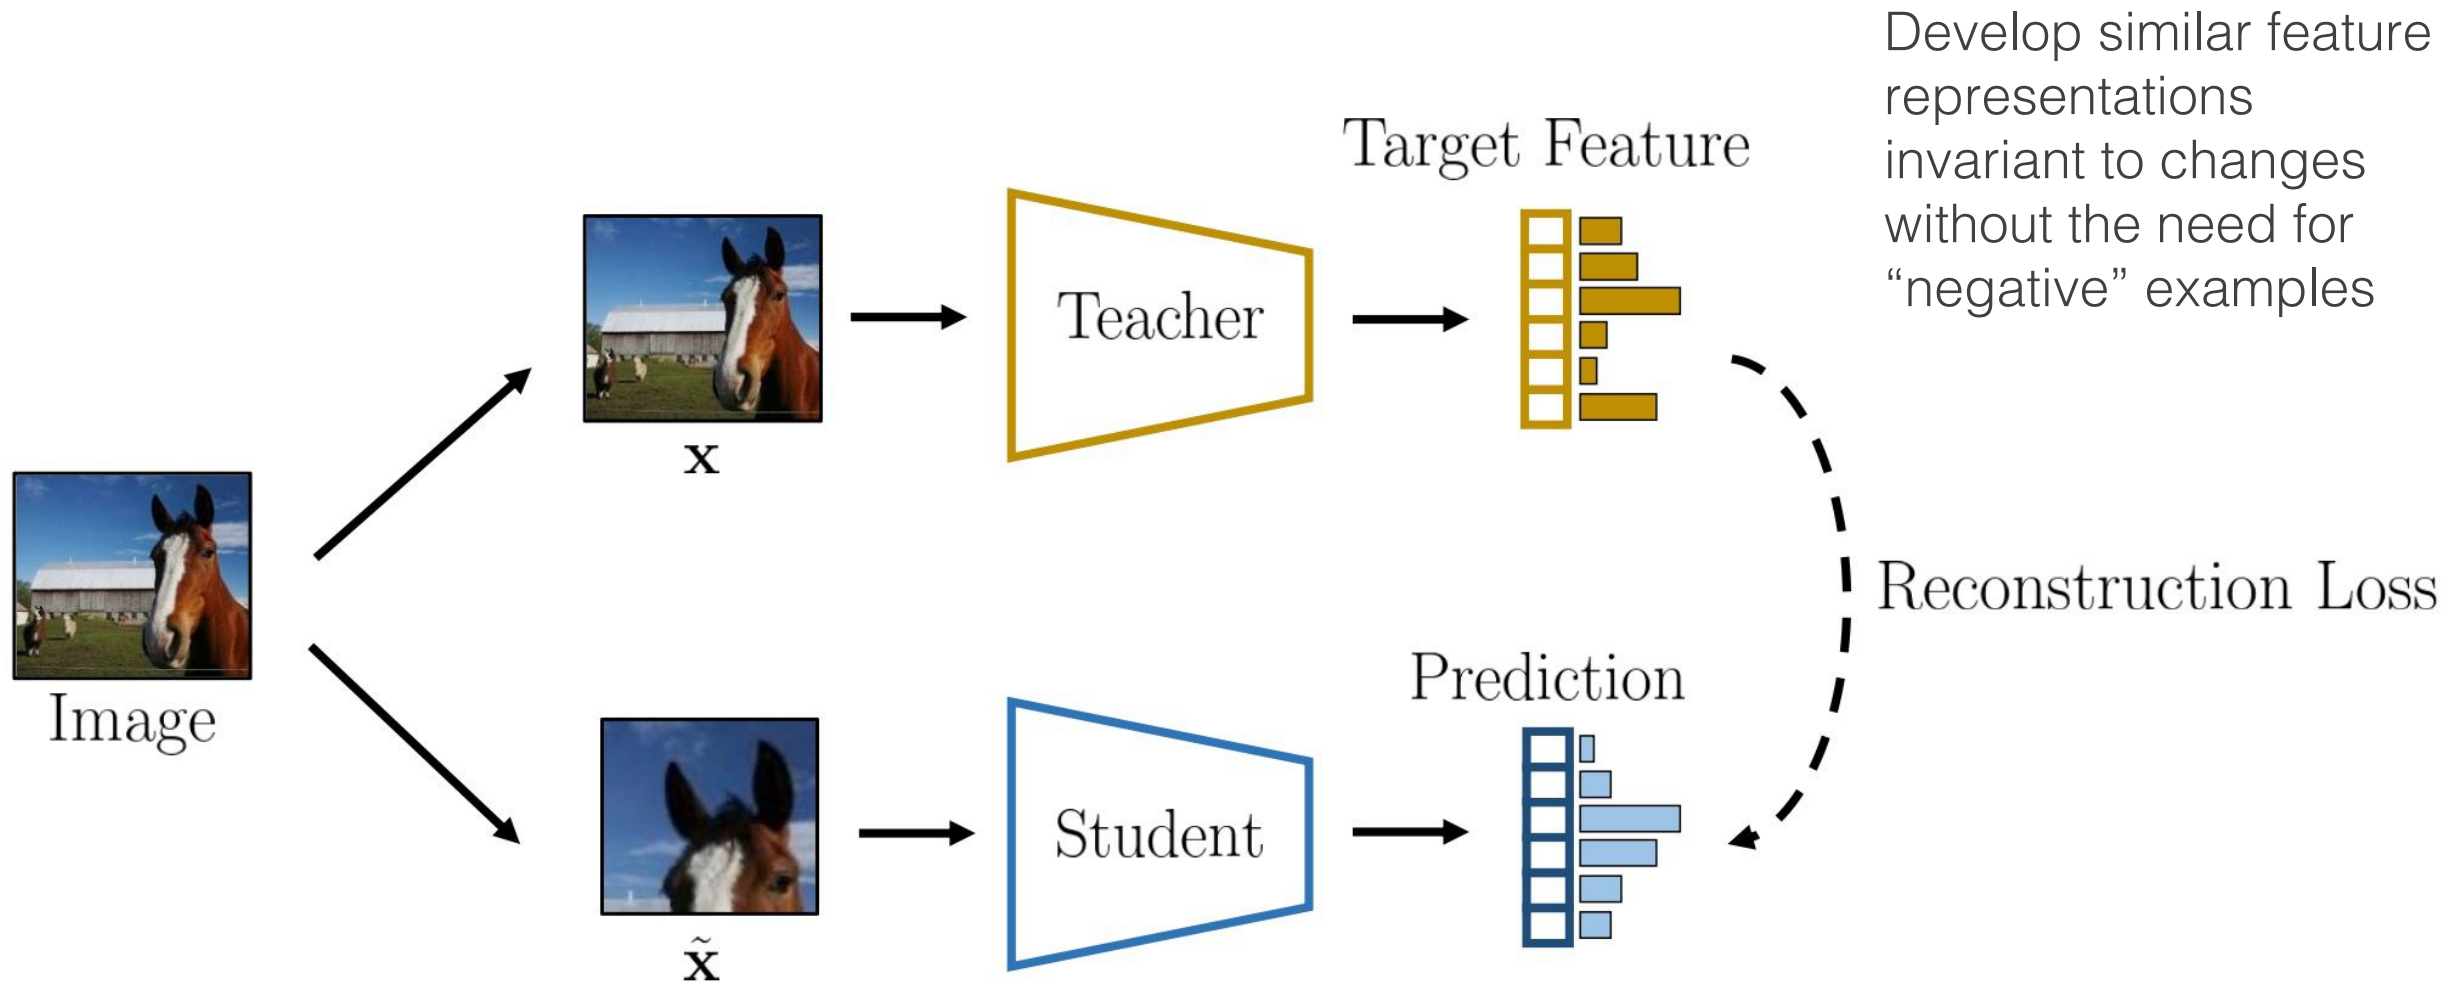 Develop similar feature
representations
invariant to changes
without the need for
“negative” examples
Target Feature
Teacher
x
Image
Reconstruction Loss
Prediction
Student
x̃